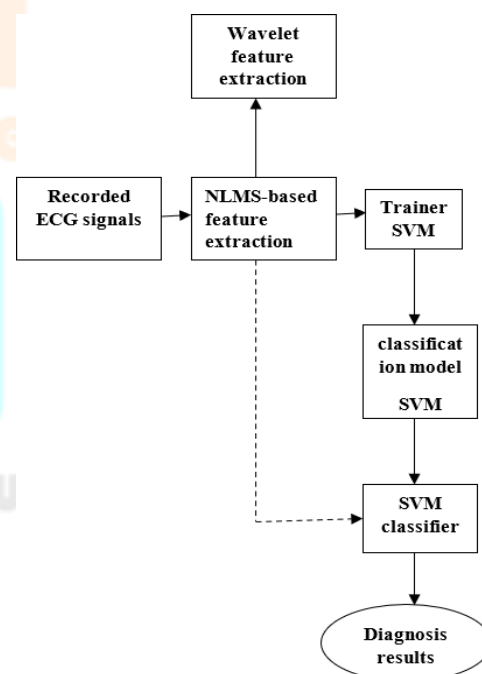 Wavelet
feature
extraction
Recorded
ECG signals
NLMS-based
feature
extraction
Trainer
SVM
classificat
ion model
SVM
SVM
classifier
Diagnosis
results